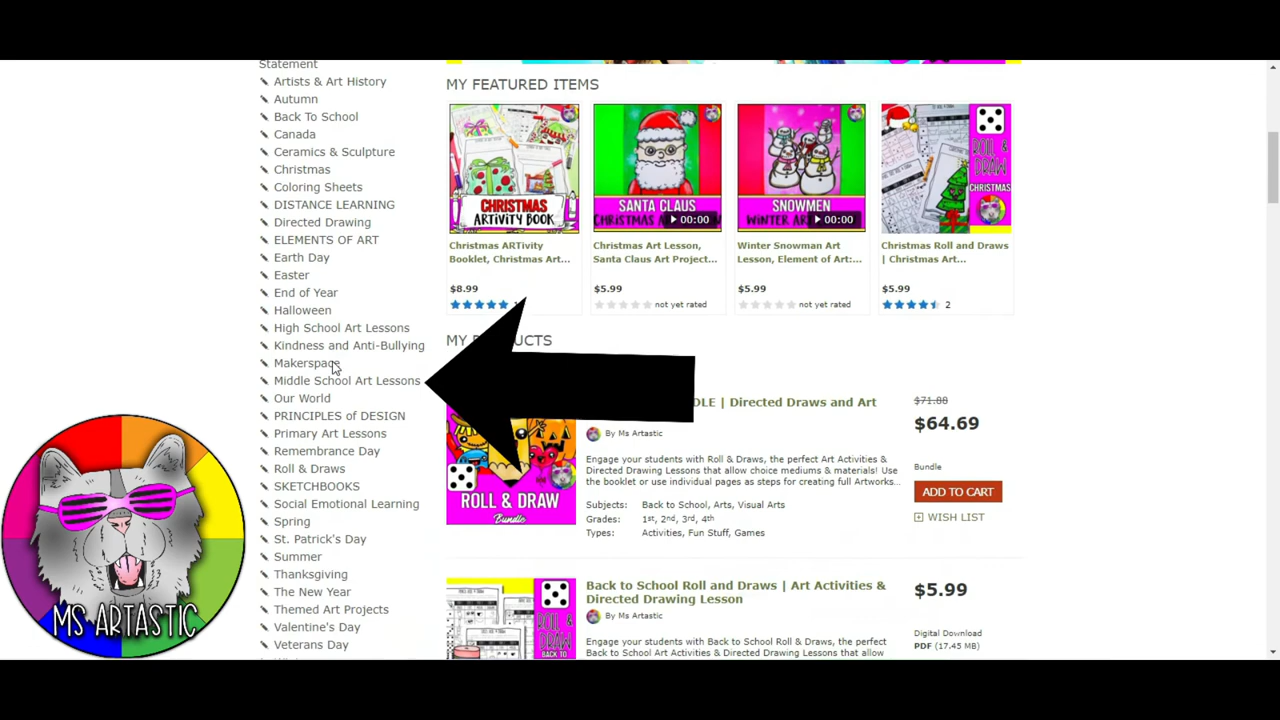 Statement
Artists & Art History
Autumn
Back To School
Canada
Ceramics & Sculpture
Christmas
Coloring Sheets
DISTANCE LEARNING
Directed Drawing
ELEMENTS OF ART
Earth Day
Easter
End of Year
Halloween
High School Art Lessons
Kindness and Anti-Bullying
Makerspace
Middle School Art Lessons
Our World
PRINCIPLES of DESIGN
Primary Art Lessons
Remembrance Day
Roll & Draws
SKETCHBOOKS
Social Emotional Learning
Spring
St. Patrick's Day
Summer
Thanksgiving
The New Year
Themed Art Projects
Valentine's Day
Veterans Day
MS ARTASTIC
MY FEATURED ITEMS
CHRISTMAS
ARTIVITY BOOK
Christmas ARTivity
Booklet, Christmas Art...
$8.99
SANTA CLAUS
00:00
Christmas Art Lesson,
Santa Claus Art Project...
$5.99
not yet rated
SNOWMEN
00:00
Winter Snowman Art
Lesson, Element of Art:...
$5.99
not yet rated
ROLL &
DRAW
CHRISTMAS
Christmas Roll and Draws
| Christmas Art...
$5.99
2
ROLL & DRAW
Bundle
| Directed Draws and Art
By Ms Artastic
Engage your students with Roll & Draws, the perfect Art Activities &
Directed Drawing Lessons that allow choice mediums & materials! Use
the booklet or use individual pages as steps for creating full Artworks...
Subjects: Back to School, Arts, Visual Arts
Grades: 1st, 2nd, 3rd, 4th
Types: Activities, Fun Stuff, Games
$71.88
$64.69
Bundle
ADD TO CART
WISH LIST
ROLL &
DRAW
BACK TO
Back to School Roll and Draws | Art Activities &
Directed Drawing Lesson
By Ms Artastic
Engage your students with Back to School Roll & Draws, the perfect
Back to School Art Activities & Directed Drawing Lessons that allow
$5.99
Digital Download
PDF (17.45 MB)